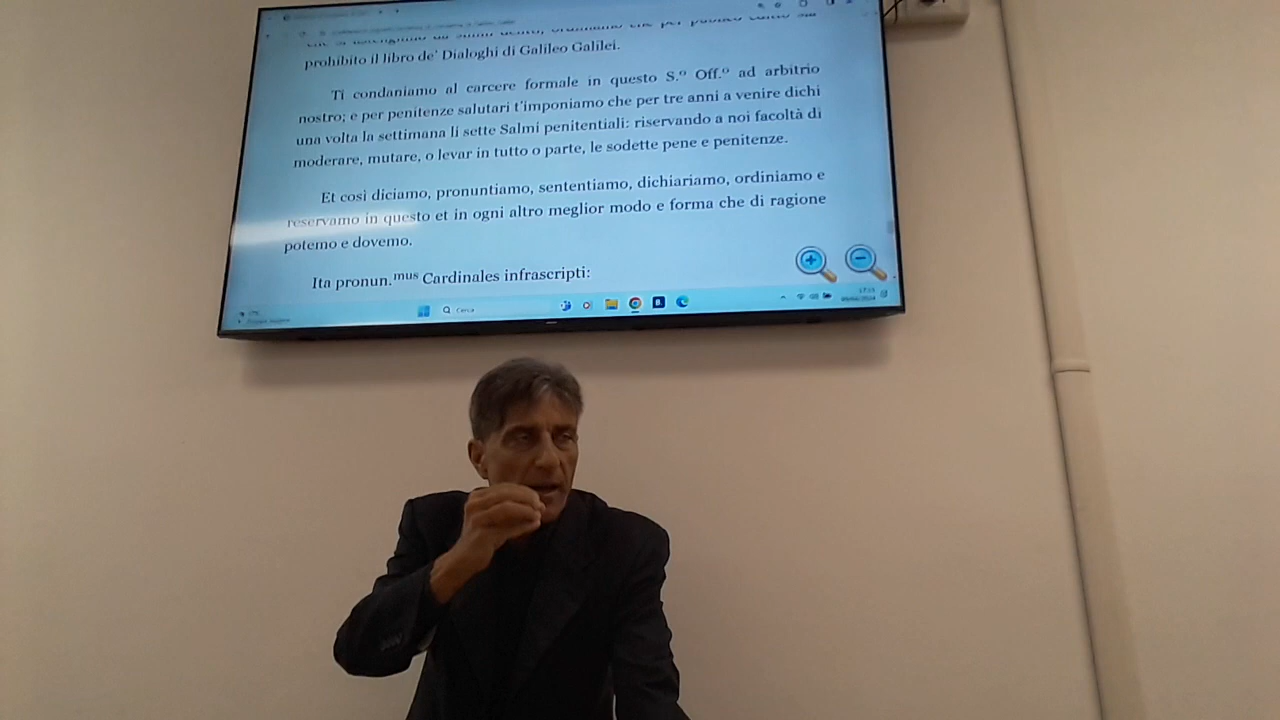 prohibito il libro de' Dialoghi di Galileo Galilei.
Ti condaniamo al carcere formale in questo S.º Off.º ad arbitrio
nostro; e per penitenze salutari t'imponiamo che per tre anni a venire dichi
una volta la settimana li sette Salmi penitentiali: riservando a noi facoltà di
moderare, mutare, o levar in tutto o parte, le sodette pene e penitenze.
Et così diciamo, pronuntiamo, sententiamo, dichiariamo, ordiniamo e
reservamo in questo et in ogni altro meglior modo e forma che di ragione
potemo e dovemo.
Ita pronun.mus Cardinales infrascripti:
Cerca